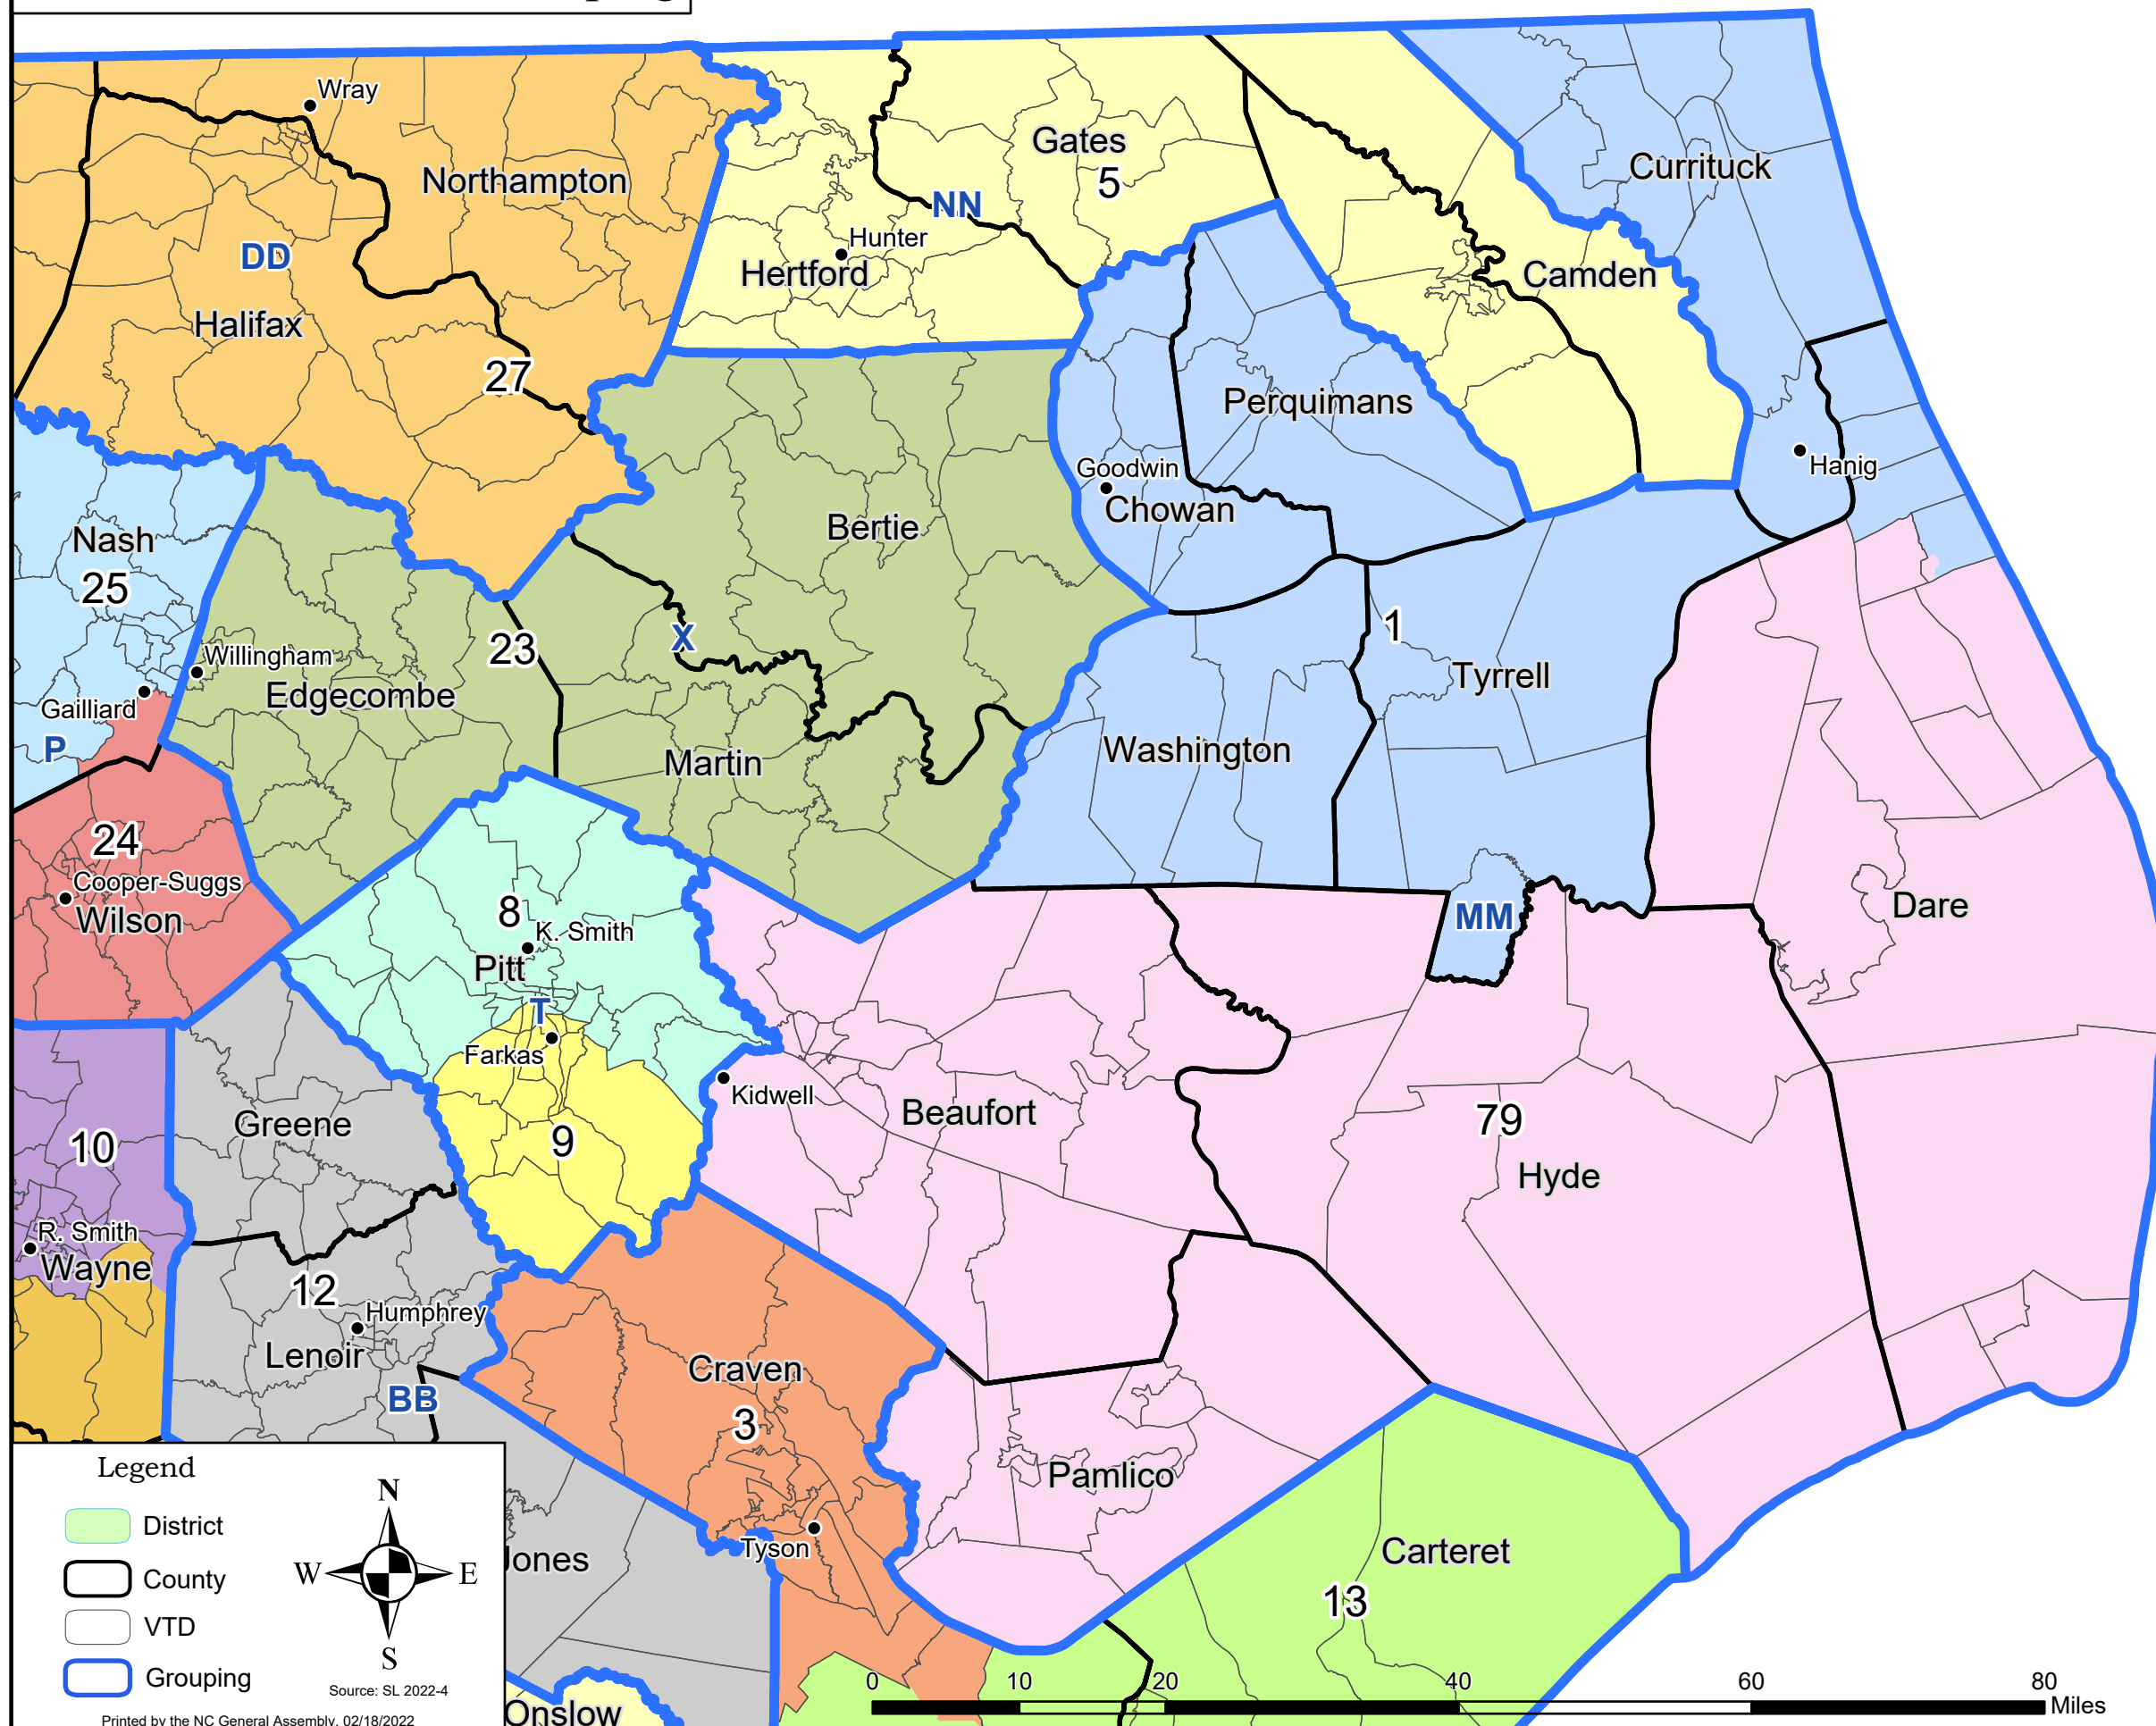 Wray
Gates
5
Currituck
Northampton
NN
Hunter
DD
Hertford
Camden
Halifax
27
Perquimans
Hanig
Goodwin
Chowan
Nash
Bertie
25
1
X
23
Willingham
Tyrrell
Edgecombe
Gailliard
P
Washington
Martin
24
Cooper-Suggs
Wilson
8
MM
Dare
K. Smith
Pitt
T
Farkas
Kidwell
Beaufort
79
Greene
10
9
Hyde
R. Smith
Wayne
12
Humphrey
Lenoir
Craven
BB
3
Pamlico
Tyson
Jones
Carteret
13
Onslow
Legend
District
County
VTD
Grouping
N
W
E
S
Source: SL 2022-4
Printed by the NC General Assembly, 02/18/2022
0 10 20 40 60 80
Miles